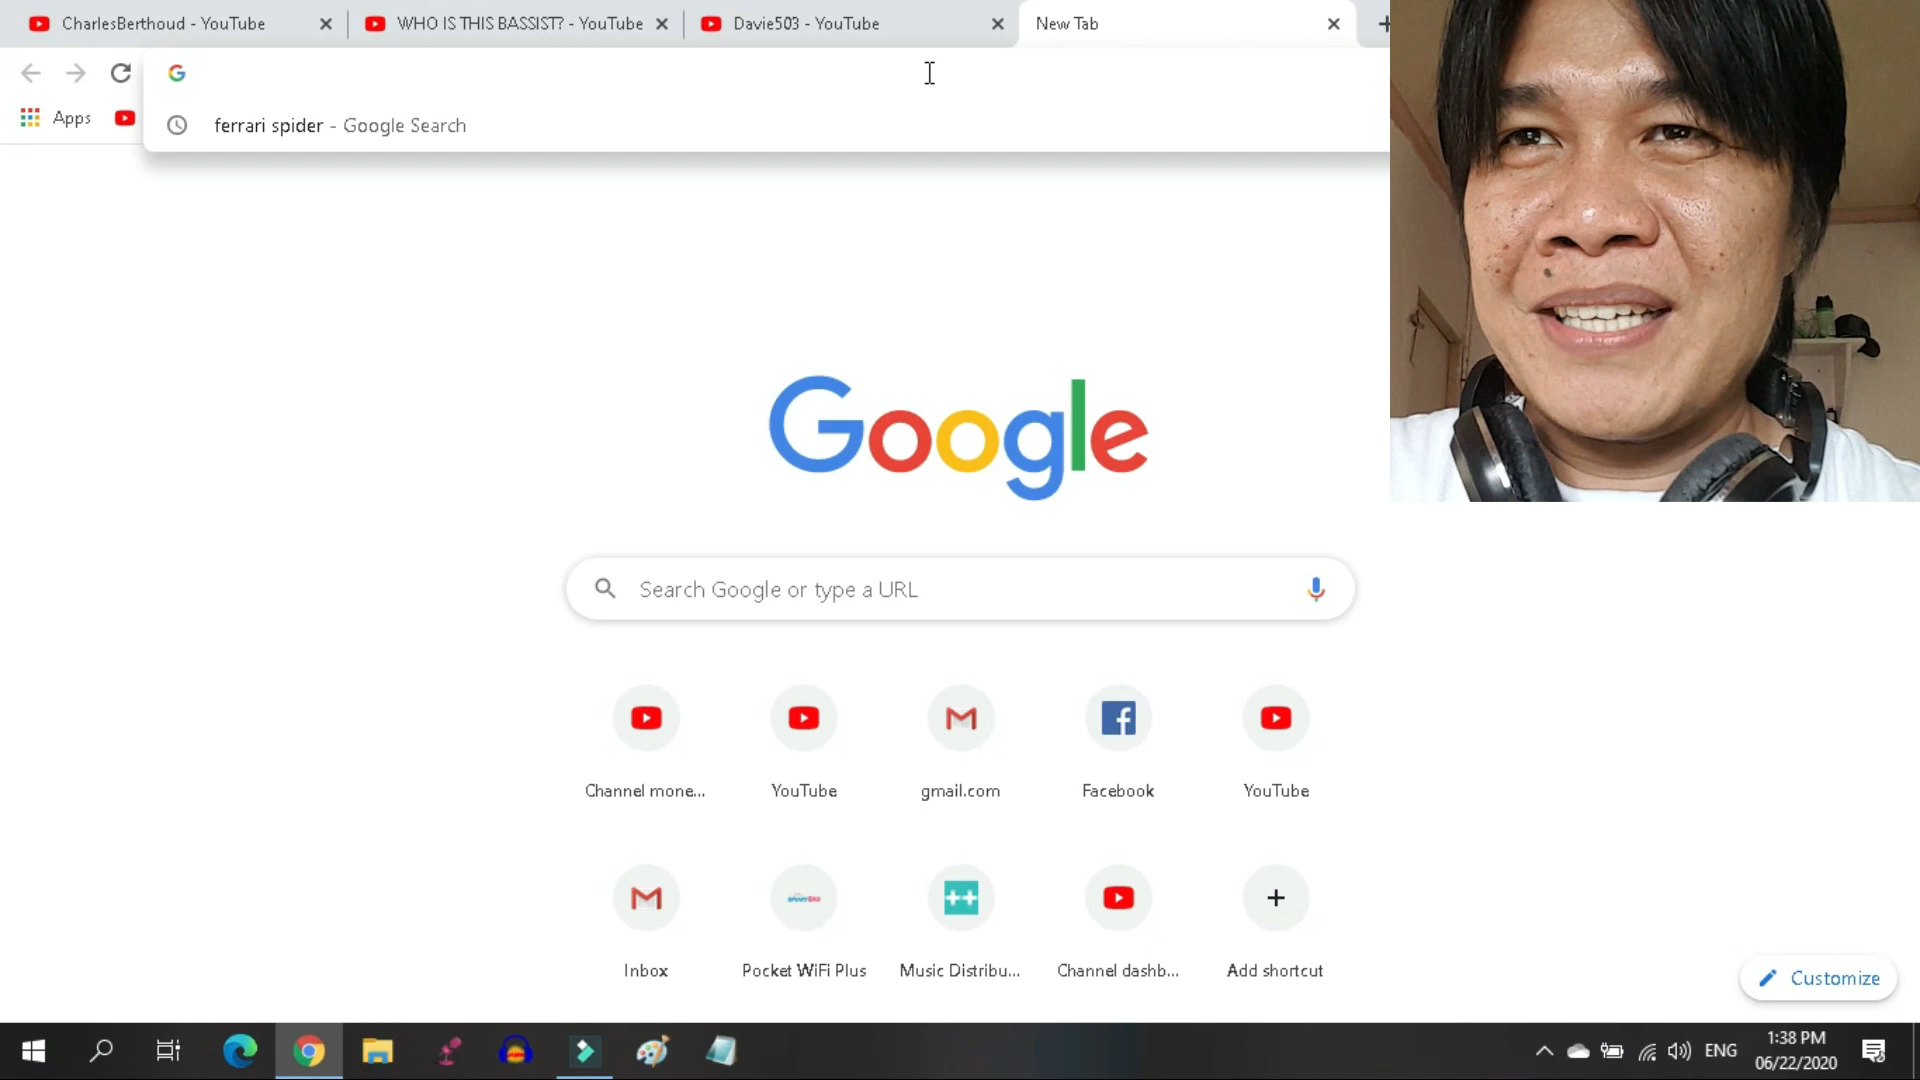 CharlesBerthoud - YouTube
WHO IS THIS BASSIST? - YouTube
Davie503 - YouTube
New Tab
Apps
ferrari spider - Google Search
Google
Search Google or type a URL
Channel mone...
YouTube
gmail.com
Facebook
YouTube
Inbox
Pocket WiFi Plus
Music Distribu...
Channel dashb...
Add shortcut
Customize
ENG
1:38 PM
06/22/2020